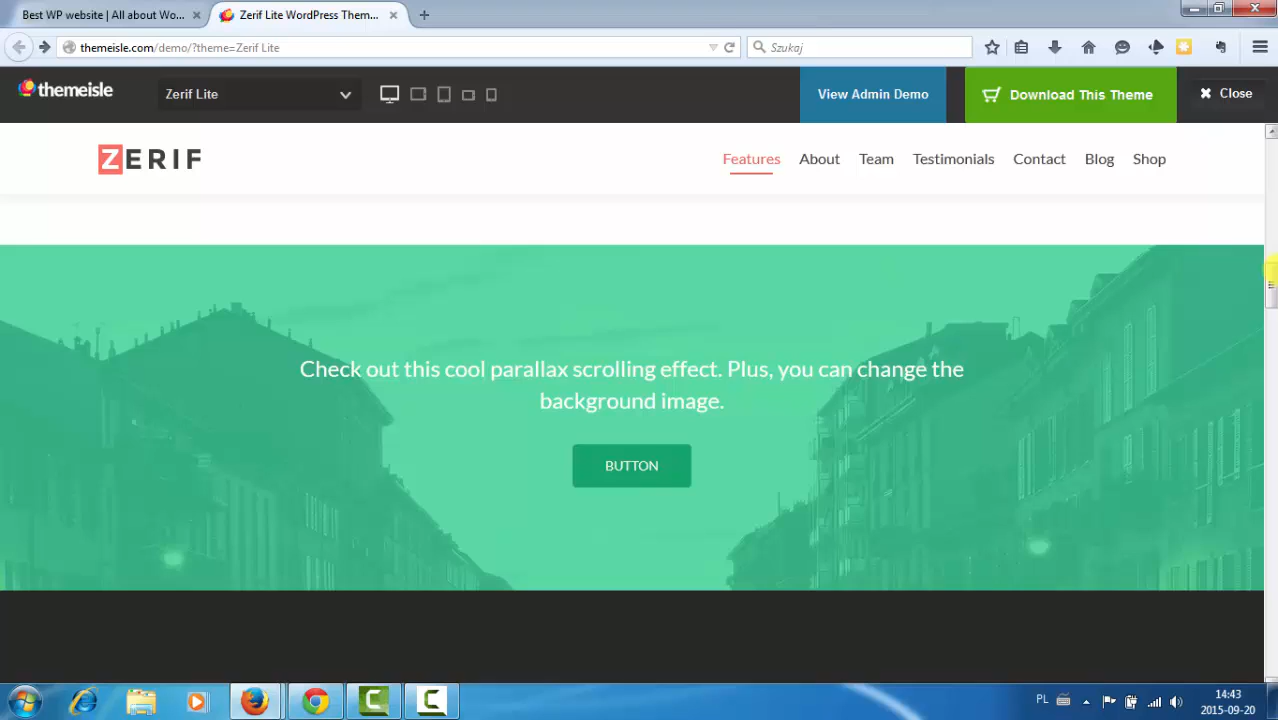 Best WP website | All about Wo...
Zerif Lite WordPress Them...
themeisle.com/demo/?theme=Zerif Lite
Szukaj
themeisle
Zerif Lite
View Admin Demo
Download This Theme
Close
ZERIF
Features
About
Team
Testimonials
Contact
Blog
Shop
Check out this cool parallax scrolling effect. Plus, you can change the
background image.
BUTTON
PL
14:43
2015-09-20